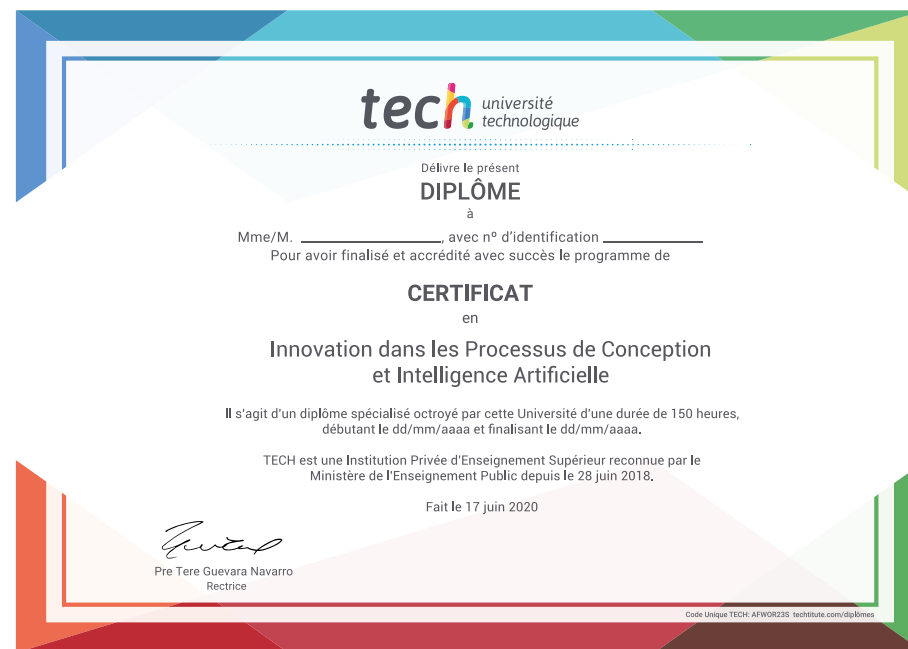 tech université
technologique
Délivre le présent
DIPLÔME
à
Mme/M. ____________, avec nº d'identification ____________
Pour avoir finalisé et accrédité avec succès le programme de
CERTIFICAT
en
Innovation dans les Processus de Conception
et Intelligence Artificielle
Il s'agit d'un diplôme spécialisé octroyé par cette Université d'une durée de 150 heures,
débutant le dd/mm/aaaa et finalisant le dd/mm/aaaa.
TECH est une Institution Privée d'Enseignement Supérieur reconnue par le
Ministère de l'Enseignement Public depuis le 28 juin 2018.
Fait le 17 juin 2020
Pre Tere Guevara Navarro
Rectrice
Code Unique TECH: AFWOR23S techtitute.com/diplômes